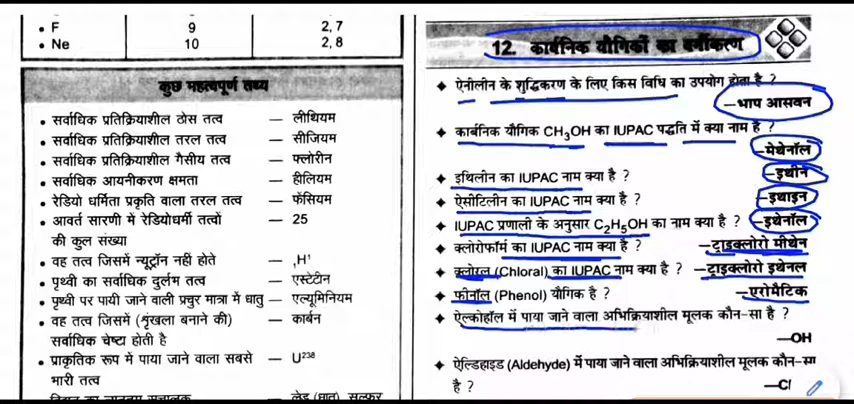 • F 9 2, 7
• Ne 10 2, 8
कुछ महत्वपूर्ण तथ्य
• सर्वाधिक प्रतिक्रियाशील ठोस तत्व — लीथियम
• सर्वाधिक प्रतिक्रियाशील तरल तत्व — सीजियम
• सर्वाधिक प्रतिक्रियाशील गैसीय तत्व — फ्लोरीन
• सर्वाधिक आयनीकरण क्षमता — हीलियम
• रेडियो धर्मिता प्रकृति वाला तरल तत्व — फ्रेंसियम
• आवर्त सारणी में रेडियोधर्मी तत्वों — 25
की कुल संख्या
• वह तत्व जिसमें न्यूट्रॉन नहीं होते — ₁H¹
• पृथ्वी का सर्वाधिक दुर्लभ तत्व — एस्टेटीन
• पृथ्वी पर पायी जाने वाली प्रचुर मात्रा में धातु — एल्यूमिनियम
• वह तत्व जिसमें (शृंखला बनाने की) — कार्बन
सर्वाधिक चेष्टा होती है
• प्राकृतिक रूप में पाया जाने वाला सबसे — U²³⁸
भारी तत्व
— लेड (धातु), सल्फर
12. कार्बनिक यौगिकों का वर्गीकरण
✦ ऐनीलीन के शुद्धिकरण के लिए किस विधि का उपयोग होता है ?
—भाप आसवन
✦ कार्बनिक यौगिक CH₃OH का IUPAC पद्धति में क्या नाम है ?
—मेथेनॉल
✦ इथिलीन का IUPAC नाम क्या है ? —इथीन
✦ ऐसीटिलीन का IUPAC नाम क्या है ? —इथाइन
✦ IUPAC प्रणाली के अनुसार C₂H₅OH का नाम क्या है ? —इथेनॉल
✦ क्लोरोफॉर्म का IUPAC नाम क्या है ? —ट्राइक्लोरो मीथेन
✦ क्लोरल (Chloral) का IUPAC नाम क्या है ? —ट्राइक्लोरो इथेनल
✦ फीनॉल (Phenol) यौगिक है ? —एरोमैटिक
✦ ऐल्कोहॉल में पाया जाने वाला अभिक्रियाशील मूलक कौन-सा है ?
—OH
✦ ऐल्डिहाइड (Aldehyde) में पाया जाने वाला अभिक्रियाशील मूलक कौन-सा
है ?